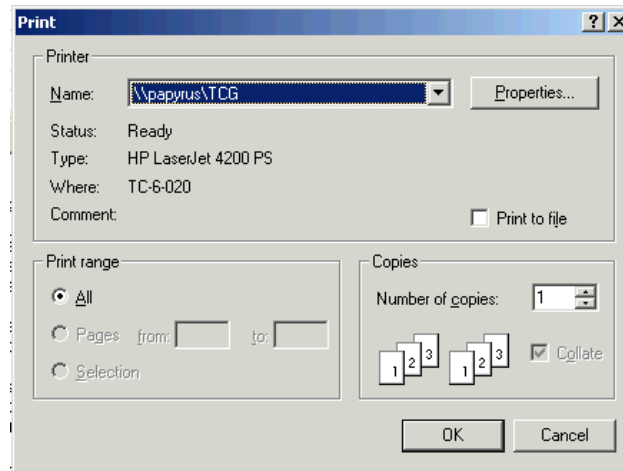 Print
Printer
Name: \\papyrus\TCG Properties...
Status: Ready
Type: HP LaserJet 4200 PS
Where: TC-6-020
Comment: Print to file
Print range
All
Pages from: to:
Selection
Copies
Number of copies: 1
1 2 3 1 2 3 Collate
OK Cancel